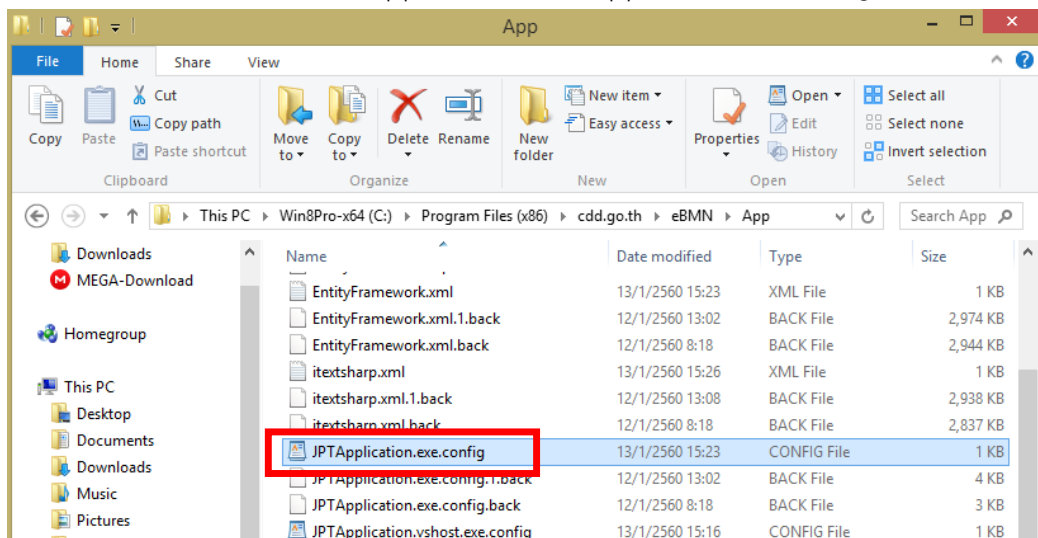 App
File Home Share View
Copy
Paste
Cut
Copy path
Paste shortcut
Clipboard
Move to
Copy to
Delete
Rename
Organize
New folder
New item
Easy access
New
Properties
Open
Edit
History
Open
Select all
Select none
Invert selection
Select
This PC Win8Pro-x64 (C:) Program Files (x86) cdd.go.th eBMN App
Search App
Downloads
MEGA-Download
Homegroup
This PC
Desktop
Documents
Downloads
Music
Pictures
Name Date modified Type Size
EntityFramework.xml 13/1/2560 15:23 XML File 1 KB
EntityFramework.xml.1.back 12/1/2560 13:02 BACK File 2,974 KB
EntityFramework.xml.back 12/1/2560 8:18 BACK File 2,944 KB
itextsharp.xml 13/1/2560 15:26 XML File 1 KB
itextsharp.xml.1.back 12/1/2560 13:08 BACK File 2,938 KB
itextsharp.xml.back 12/1/2560 8:18 BACK File 2,837 KB
JPTApplication.exe.config 13/1/2560 15:23 CONFIG File 1 KB
JPTApplication.exe.config.1.back 12/1/2560 13:02 BACK File 4 KB
JPTApplication.exe.config.back 12/1/2560 8:18 BACK File 3 KB
JPTApplication.vshost.exe.config 13/1/2560 15:16 CONFIG File 1 KB